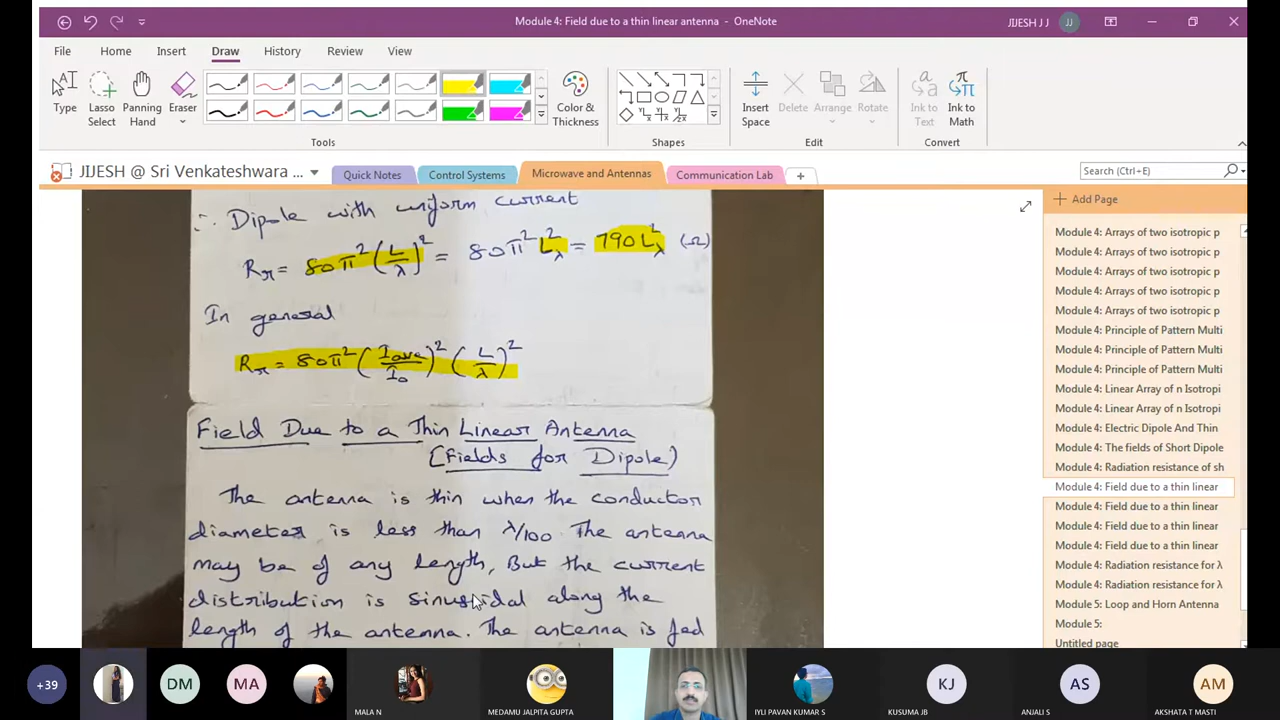 Module 4: Field due to a thin linear antenna - OneNote
JIJESH J J
JJ
File
Home
Insert
Draw
History
Review
View
Type
Lasso Select
Panning Hand
Eraser
Color & Thickness
Insert Space
Delete
Arrange
Rotate
Ink to Text
Ink to Math
Tools
Shapes
Edit
Convert
JIJESH @ Sri Venkateshwara ...
Quick Notes
Control Systems
Microwave and Antennas
Communication Lab
Search (Ctrl+E)
∴ Dipole with uniform current
Rπ = 80π² (L/λ)² = 80π² L²λ = 790 L²λ (Ω)
In general
Rπ = 80π² (Iave/I₀)² (L/λ)²
Field Due to a Thin Linear Antenna
(Fields for Dipole)
The antenna is thin when the conductor
diameter is less than λ/100. The antenna
may be of any length, But the current
distribution is sinusoidal along the
length of the antenna. The antenna is fed
Add Page
Module 4: Arrays of two isotropic p
Module 4: Arrays of two isotropic p
Module 4: Arrays of two isotropic p
Module 4: Arrays of two isotropic p
Module 4: Arrays of two isotropic p
Module 4: Principle of Pattern Multi
Module 4: Principle of Pattern Multi
Module 4: Principle of Pattern Multi
Module 4: Linear Array of n Isotropi
Module 4: Linear Array of n Isotropi
Module 4: Electric Dipole And Thin
Module 4: The fields of Short Dipole
Module 4: Radiation resistance of sh
Module 4: Field due to a thin linear
Module 4: Field due to a thin linear
Module 4: Field due to a thin linear
Module 4: Field due to a thin linear
Module 4: Radiation resistance for λ
Module 4: Radiation resistance for λ
Module 5: Loop and Horn Antenna
Module 5:
Untitled page
+39
DM
MA
MALA N
MEDAMU JALPITA GUPTA
IYLI PAVAN KUMAR S
KJ
KUSUMA JB
AS
ANJALI S
AM
AKSHATA T MASTI